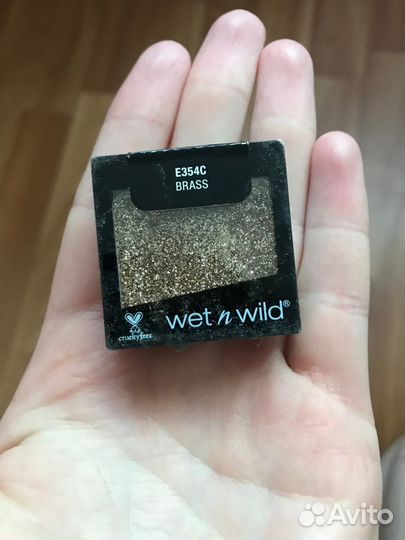 E354C
BRASS
crueltyfree
wet n wild®
Avito